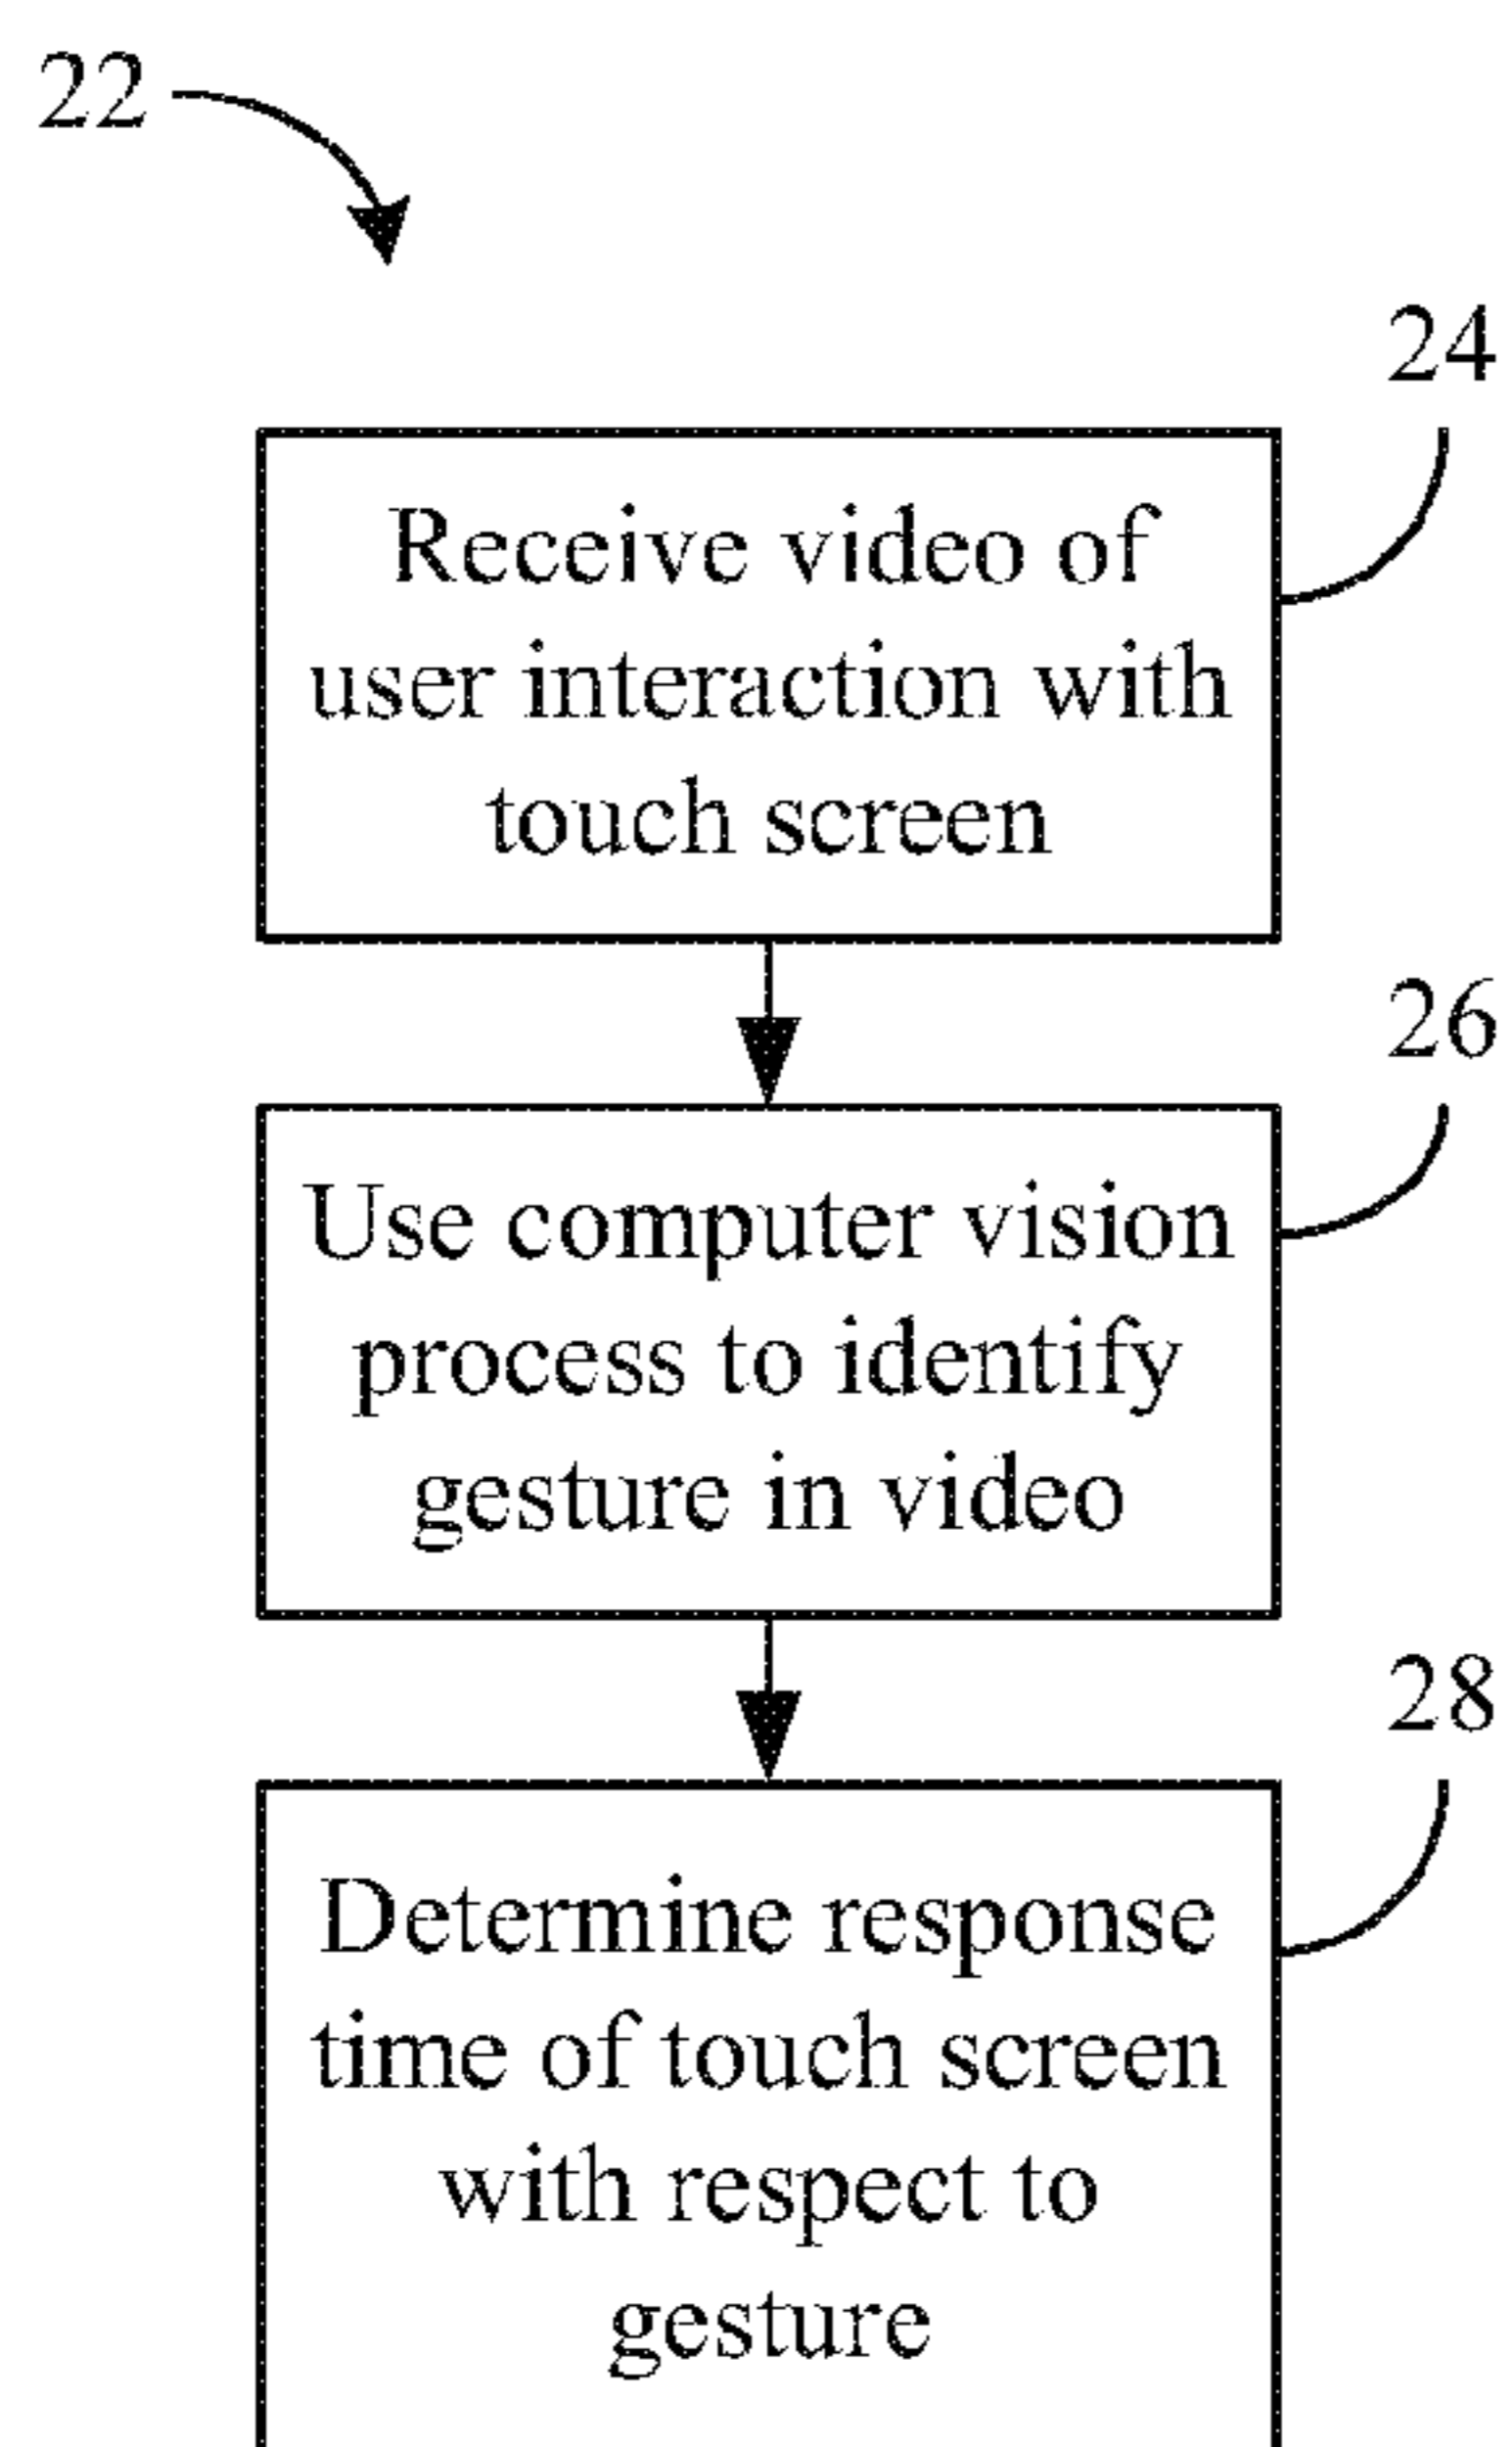 22
24
Receive video of
user interaction with
touch screen
26
Use computer vision
process to identify
gesture in video
28
Determine response
time of touch screen
with respect to
gesture